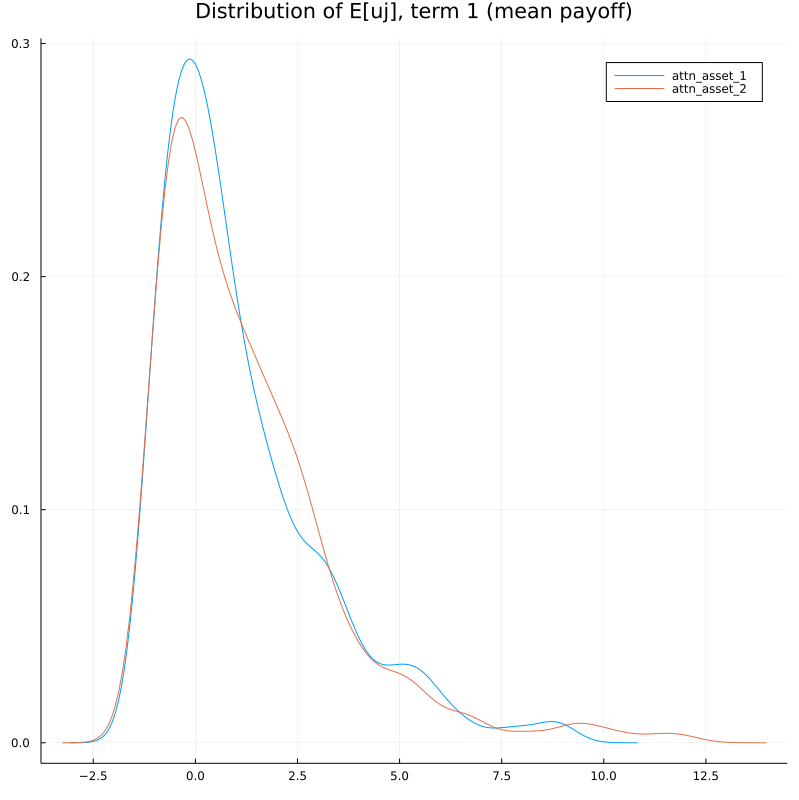 Distribution of E[uj], term 1 (mean payoff)
0.3
attn_asset_1
attn_asset_2
0.2
0.1
0.0
−2.5 0.0 2.5 5.0 7.5 10.0 12.5